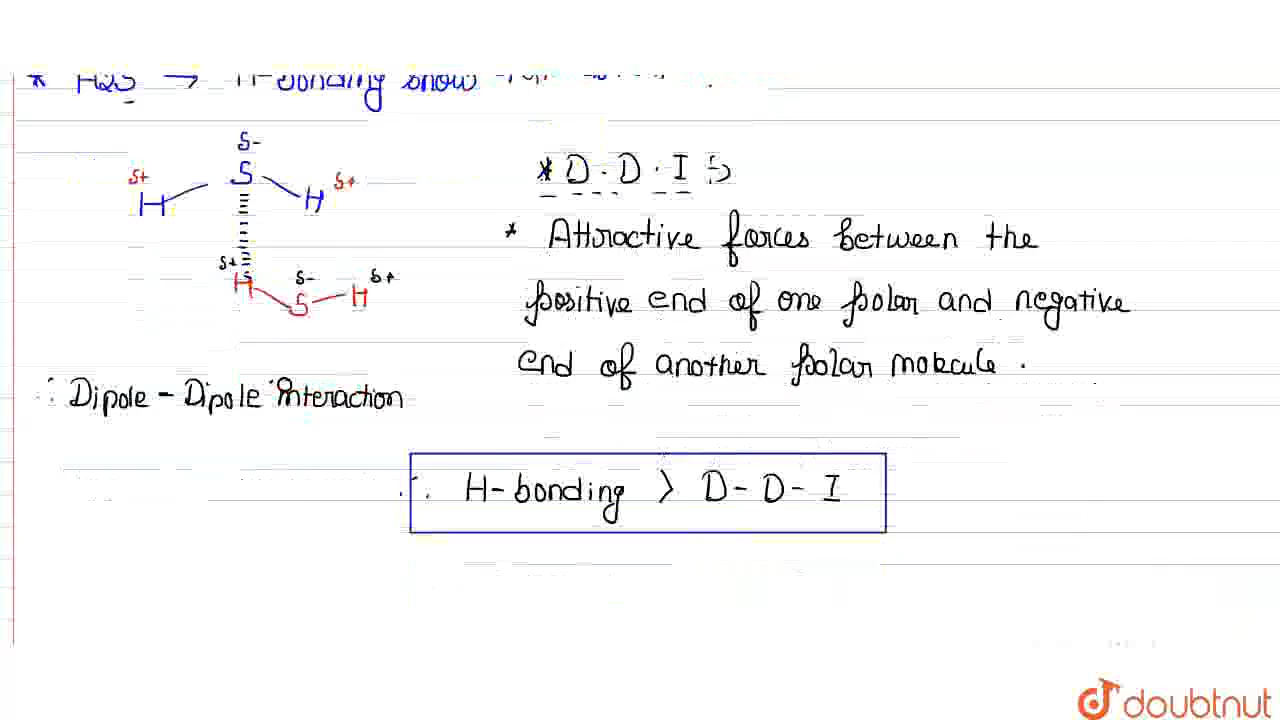 * H2S → H-bonding show
δ-
δ+ S δ+
H H
δ+ δ- δ+
H S H
∴ Dipole - Dipole Interaction
* D . D . I
* Attractive forces between the
positive end of one polar and negative
end of another polar molecule .
∴ H-bonding > D - D - I
doubtnut